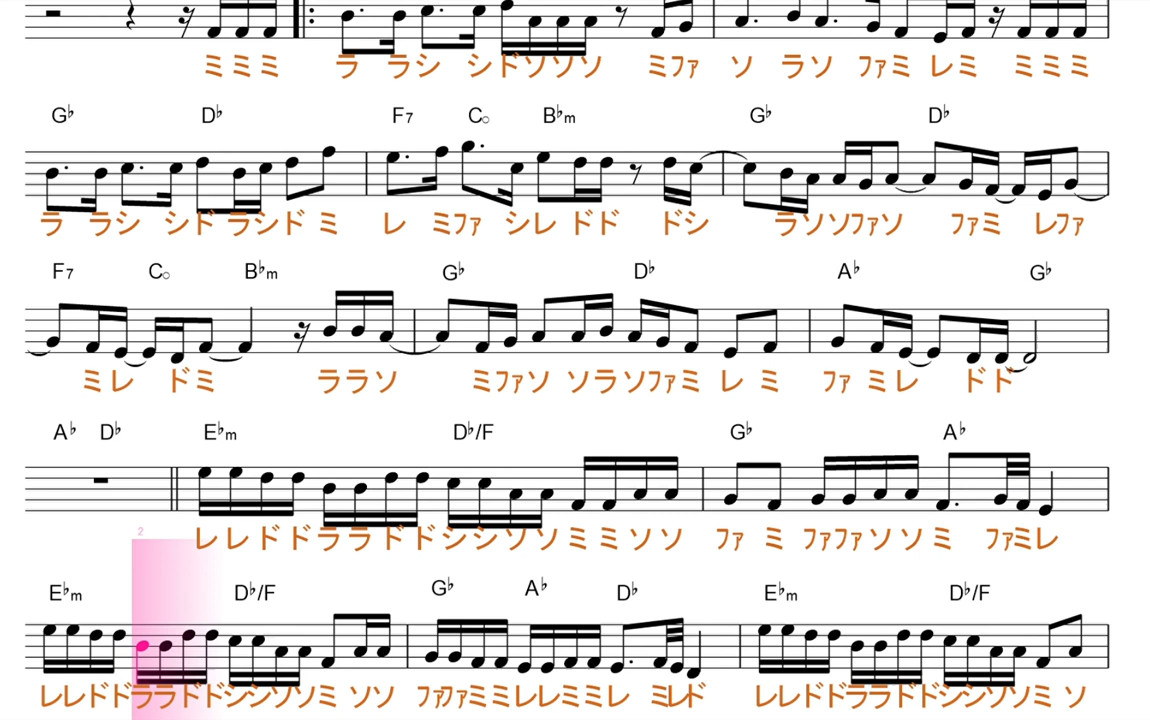 ミミミ ララシ シドソソソ ミファ ソ ラソ ファミ レミ ミミミ
G♭ D♭ F7 C○ B♭m G♭ D♭
ラ ラシ シド ラシド ミ レ ミファ シレ ドド ドシ ラソソファソ ファミ レファ
F7 C○ B♭m G♭ D♭ A♭ G♭
ミレ ドミ ララソ ミファソ ソラソファミ レ ミ ファ ミレ ドド
A♭ D♭ E♭m D♭/F G♭ A♭
レレドドララドドシシソソミミソソ ファ ミ ファファソソミ ファミレ
2
E♭m D♭/F G♭ A♭ D♭ E♭m D♭/F
レレドドララドドシシソソミ ソソ ファファミミレレミミレ ミレド レレドドララドドシシソソミ ソ